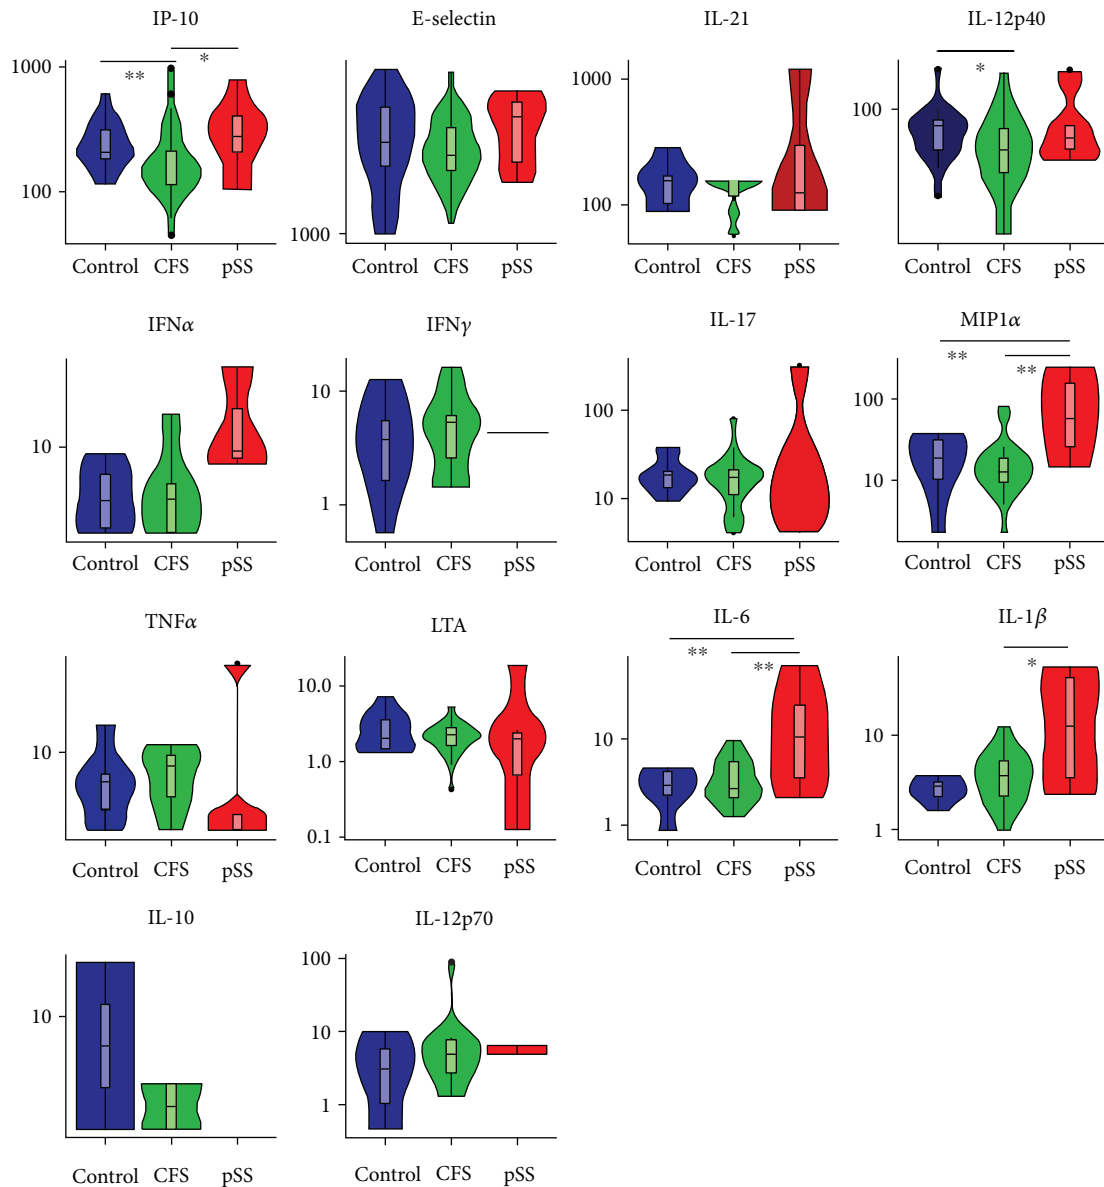 IP-10 E-selectin IL-21 IL-12p40
1000 100 ** * Control CFS pSS
1000 Control CFS pSS
1000 100 Control CFS pSS
100 * Control CFS pSS
IFNα IFNγ IL-17 MIP1α
10 Control CFS pSS
10 1 Control CFS pSS
100 10 Control CFS pSS
100 10 ** ** Control CFS pSS
TNFα LTA IL-6 IL-1β
10 Control CFS pSS
10.0 1.0 0.1 Control CFS pSS
10 1 ** ** Control CFS pSS
10 1 * Control CFS pSS
IL-10 IL-12p70
10 Control CFS pSS
100 10 1 Control CFS pSS